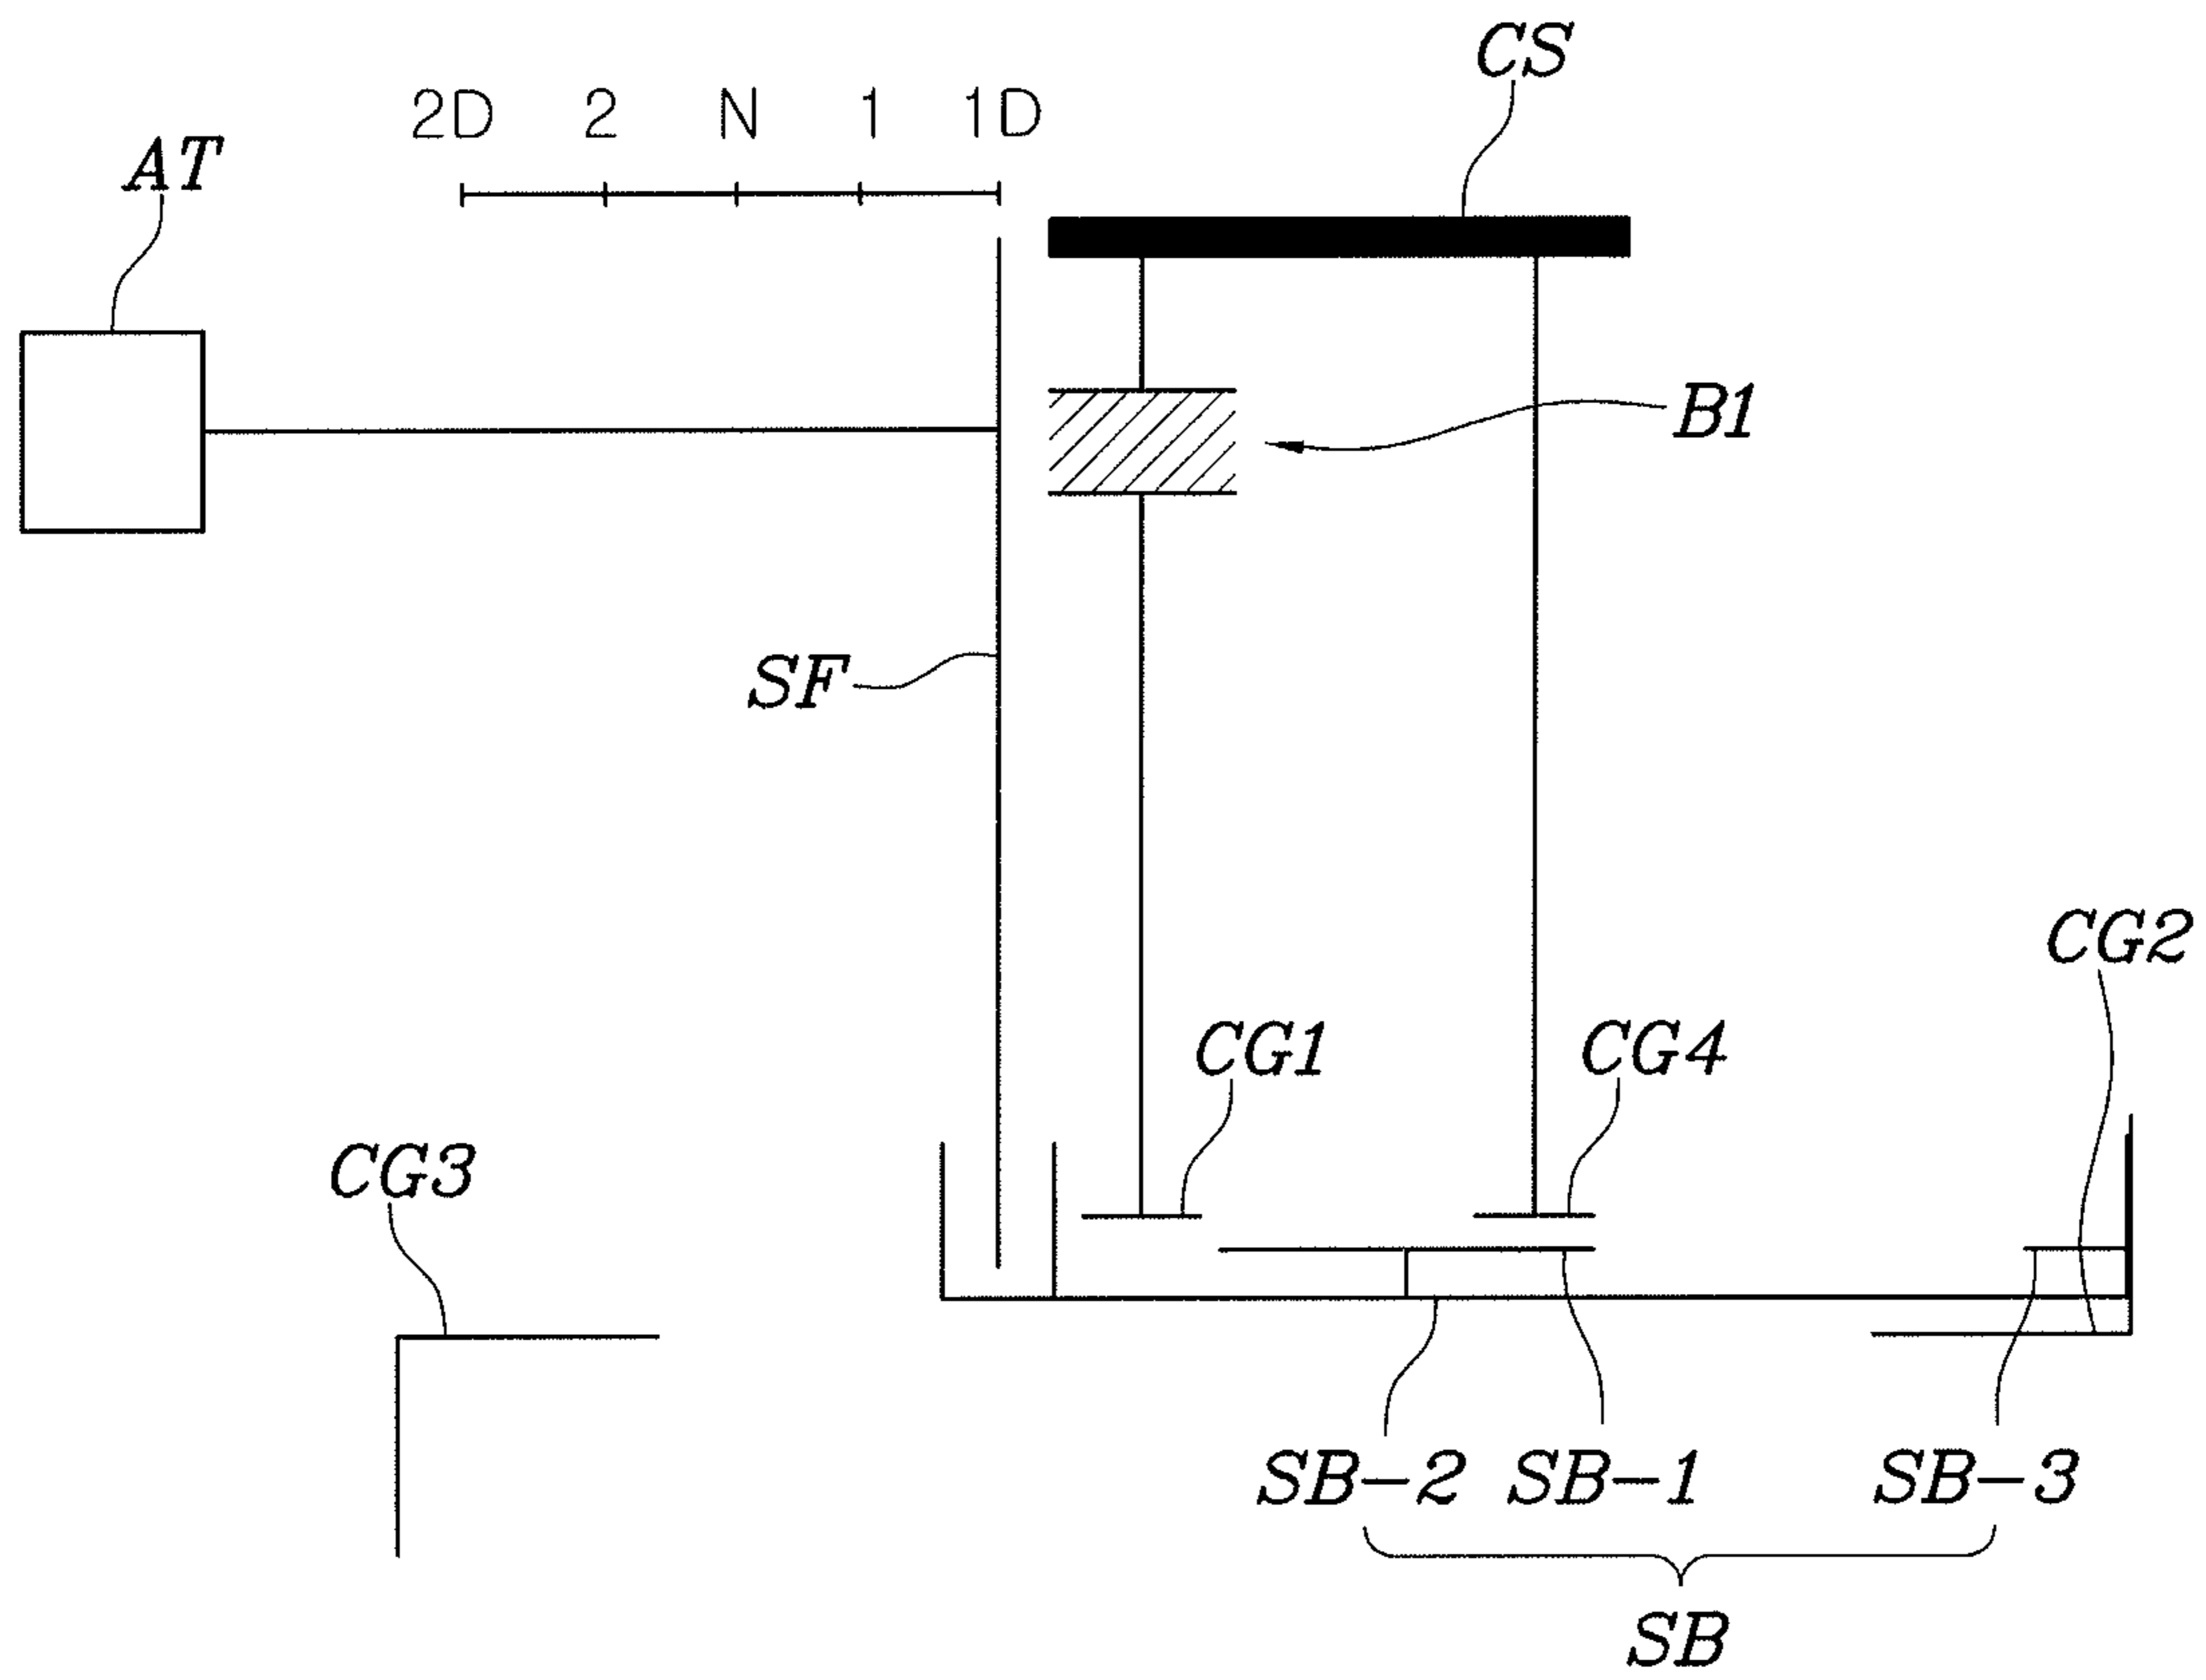 CS
2D 2 N 1 1D
AT
B1
SF
CG2
CG1 CG4
CG3
SB-2 SB-1 SB-3
SB